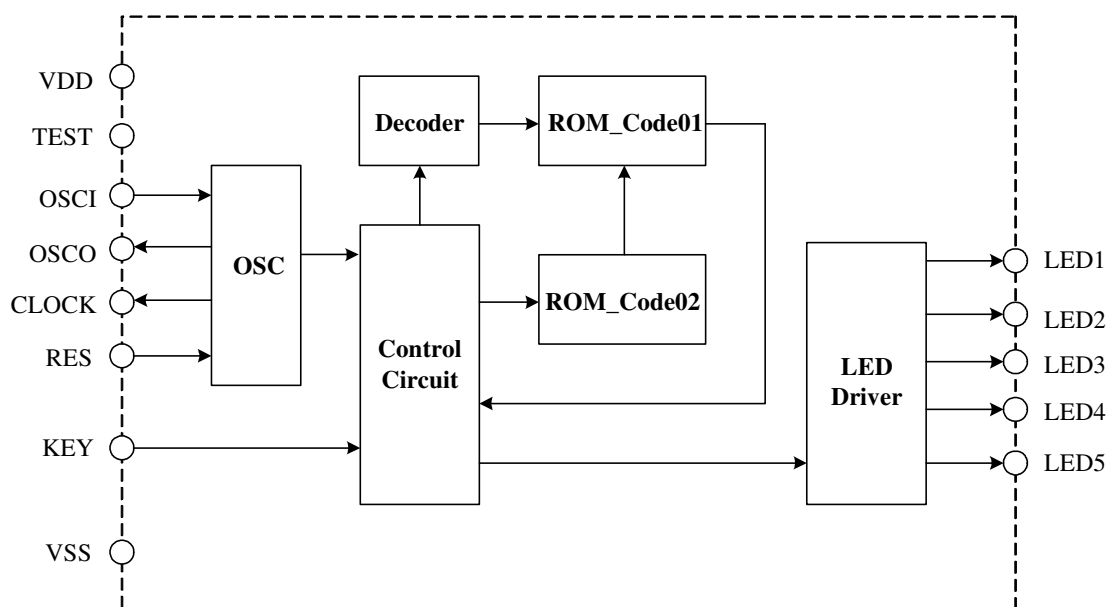 VDD
TEST
OSCI
OSCO
CLOCK
RES
KEY
VSS
OSC
Decoder
ROM_Code01
ROM_Code02
Control
Circuit
LED
Driver
LED1
LED2
LED3
LED4
LED5